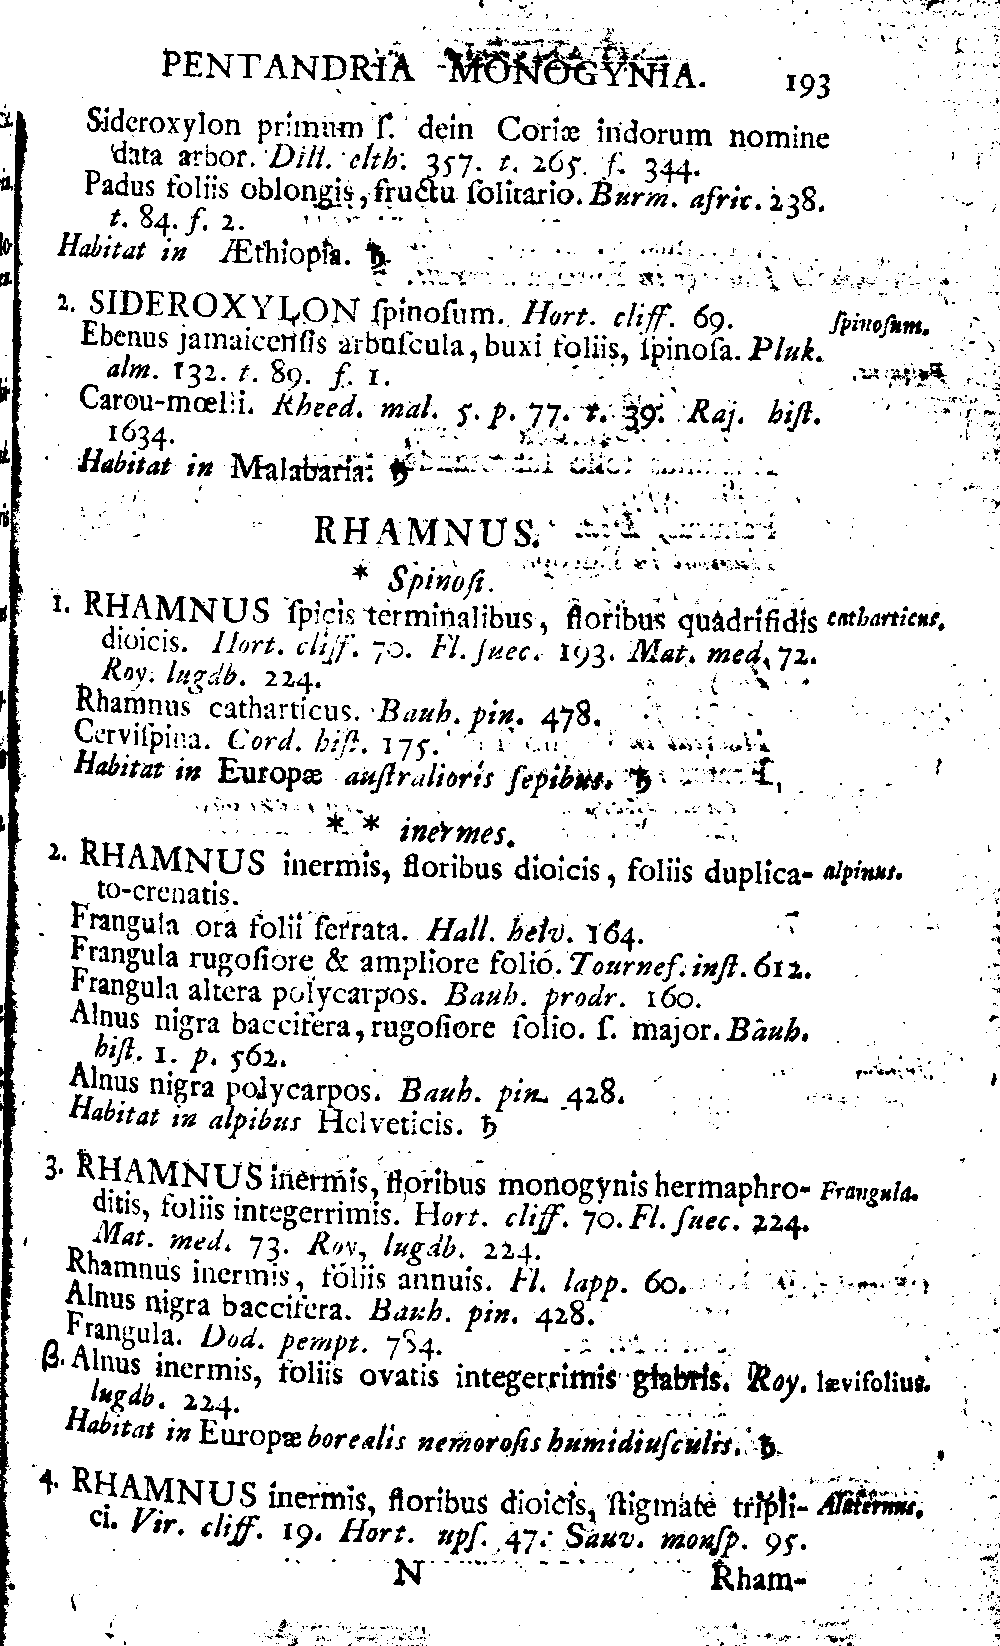 PENTANDRIA MONOGYNIA. 193
Sideroxylon primum ſ. dein Coriæ indorum nomine
data arbor. Dill. elth. 357. t. 265. f. 344.
Padus foliis oblongis, fructu ſolitario. Burm. afric. 238.
t. 84. f. 2.
Habitat in Æthiopia. ♄
2. SIDEROXYLON ſpinoſum. Hort. cliff. 69. ſpinoſum.
Ebenus jamaicenſis arbuſcula, buxi foliis, ſpinoſa. Pluk.
alm. 132. t. 89. f. 1.
Carou-mœlli. Rheed. mal. 5. p. 77. t. 39. Raj. hiſt.
1634.
Habitat in Malabaria: ♄
RHAMNUS.
* Spinoſi.
1. RHAMNUS ſpicis terminalibus, floribus quadrifidis catharticus.
dioicis. Hort. cliff. 70. Fl. ſuec. 193. Mat. med. 72.
Roy. lugdb. 224.
Rhamnus catharticus. Bauh. pin. 478.
Cerviſpina. Cord. hiſt. 175.
Habitat in Europæ auſtralioris ſepibus. ♄
* * inermes.
2. RHAMNUS inermis, floribus dioicis, foliis duplica- alpinus.
to-crenatis.
Frangula ora folii ſerrata. Hall. helv. 164.
Frangula rugoſiore & ampliore folio. Tournef. inſt. 612.
Frangula altera polycarpos. Bauh. prodr. 160.
Alnus nigra baccifera, rugoſiore folio. ſ. major. Bauh.
hiſt. 1. p. 562.
Alnus nigra polycarpos. Bauh. pin. 428.
Habitat in alpibus Helveticis. ♄
3. RHAMNUS inermis, floribus monogynis hermaphro- Frangula.
ditis, foliis integerrimis. Hort. cliff. 70. Fl. ſuec. 224.
Mat. med. 73. Roy, lugdb. 224.
Rhamnus inermis, foliis annuis. Fl. lapp. 60.
Alnus nigra baccifera. Bauh. pin. 428.
Frangula. Dod. pempt. 784.
β. Alnus inermis, foliis ovatis integerrimis glabris. Roy. lævifolius.
lugdb. 224.
Habitat in Europæ borealis nemoroſis humidiuſculis. ♄
4. RHAMNUS inermis, floribus dioicis, ſtigmate tripli- Alaternus.
ci. Vir. cliff. 19. Hort. upſ. 47. Sauv. monſp. 95.
N Rham-